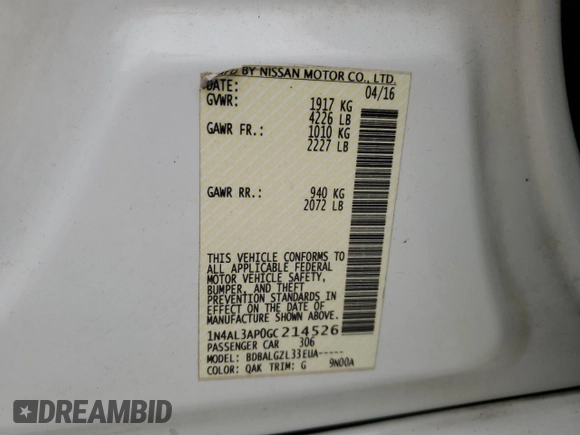 MFD BY NISSAN MOTOR CO., LTD.
DATE: 04/16
GVWR: 1917 KG
4226 LB
GAWR FR.: 1010 KG
2227 LB
GAWR RR.: 940 KG
2072 LB
THIS VEHICLE CONFORMS TO
ALL APPLICABLE FEDERAL
MOTOR VEHICLE SAFETY,
BUMPER, AND THEFT
PREVENTION STANDARDS IN
EFFECT ON THE DATE OF
MANUFACTURE SHOWN ABOVE.
1N4AL3AP0GC214526
PASSENGER CAR 306
MODEL: BDBALGZL33EUA-----
COLOR: QAK TRIM: G 9N00A
DREAMBID